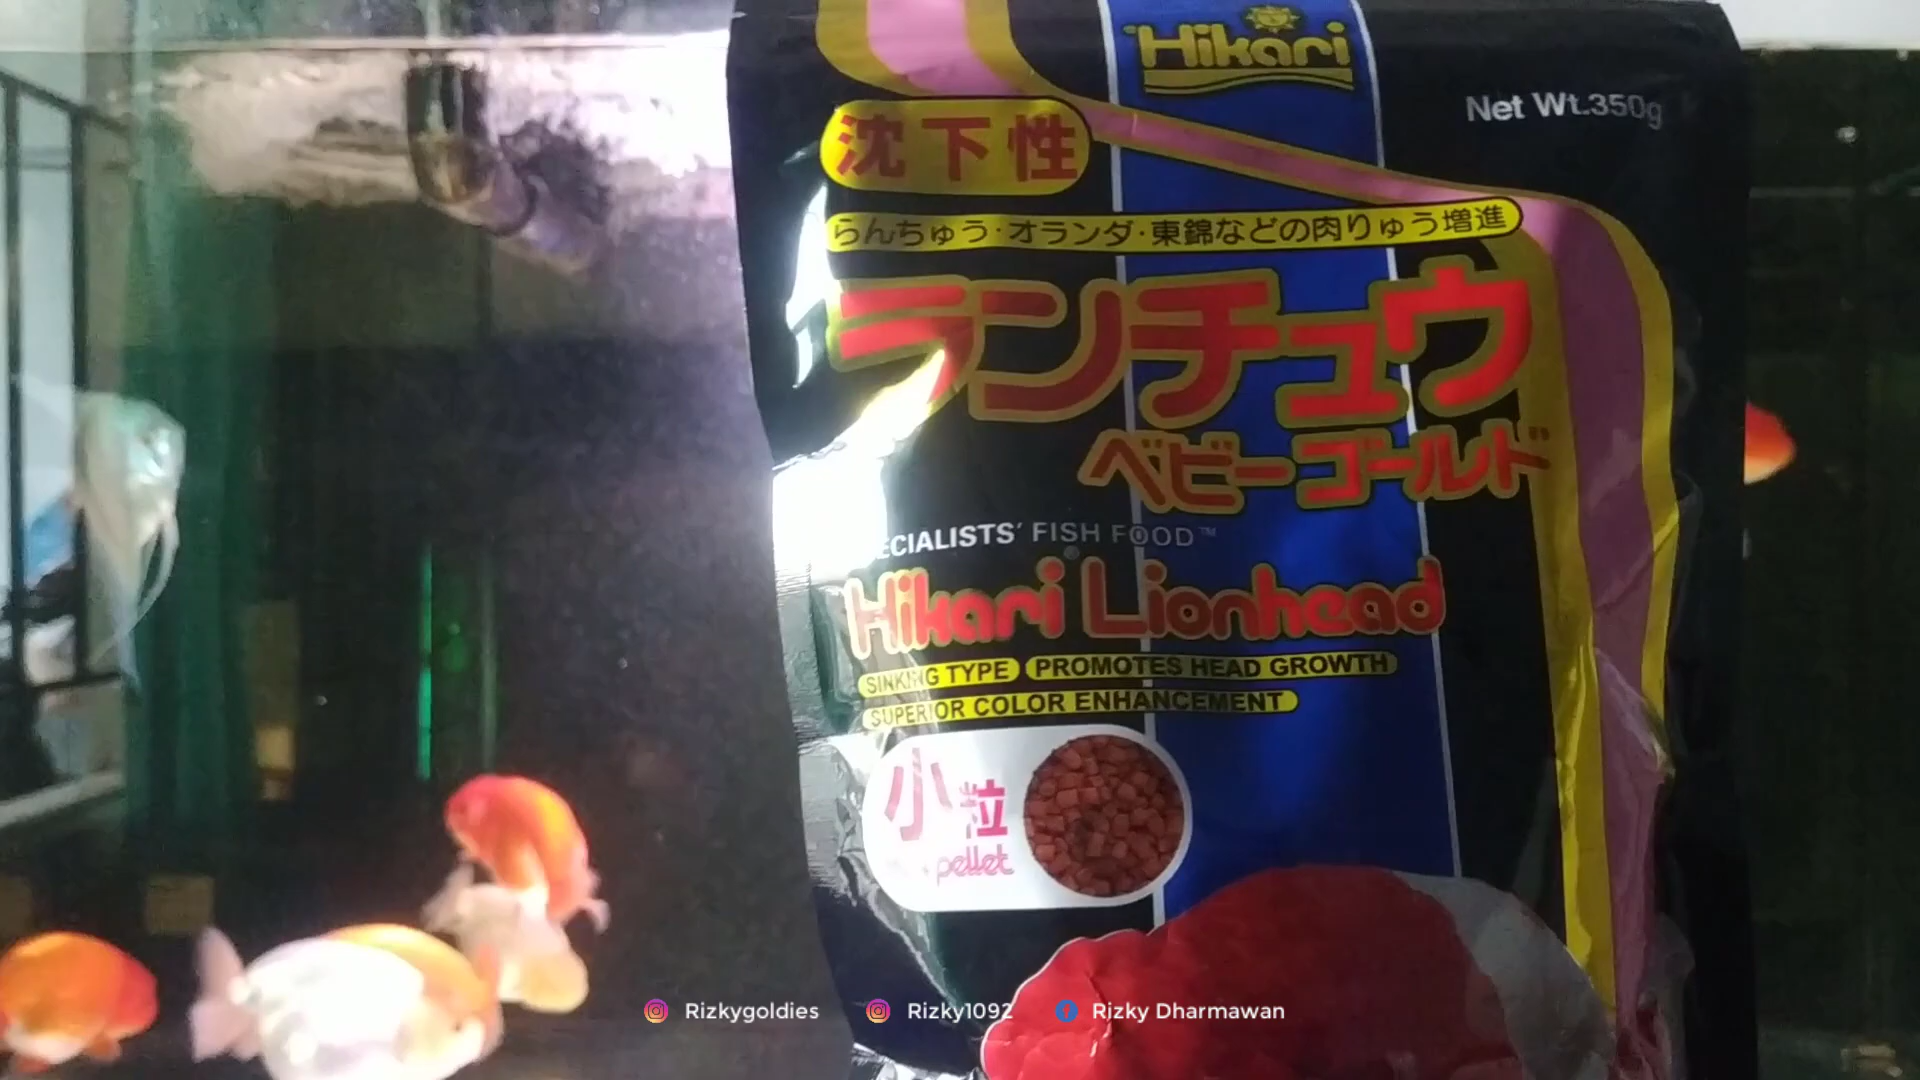 Hikari
Net Wt.350g
沈下性
らんちゅう・オランダ・東錦などの肉りゅう増進
ランチュウ
ベビーゴールド
FISH FOOD™
Hikari® Lionhead
SINKING TYPE PROMOTES HEAD GROWTH
SUPERIOR COLOR ENHANCEMENT
小粒
pellet
Rizkygoldies Rizky1092 Rizky Dharmawan